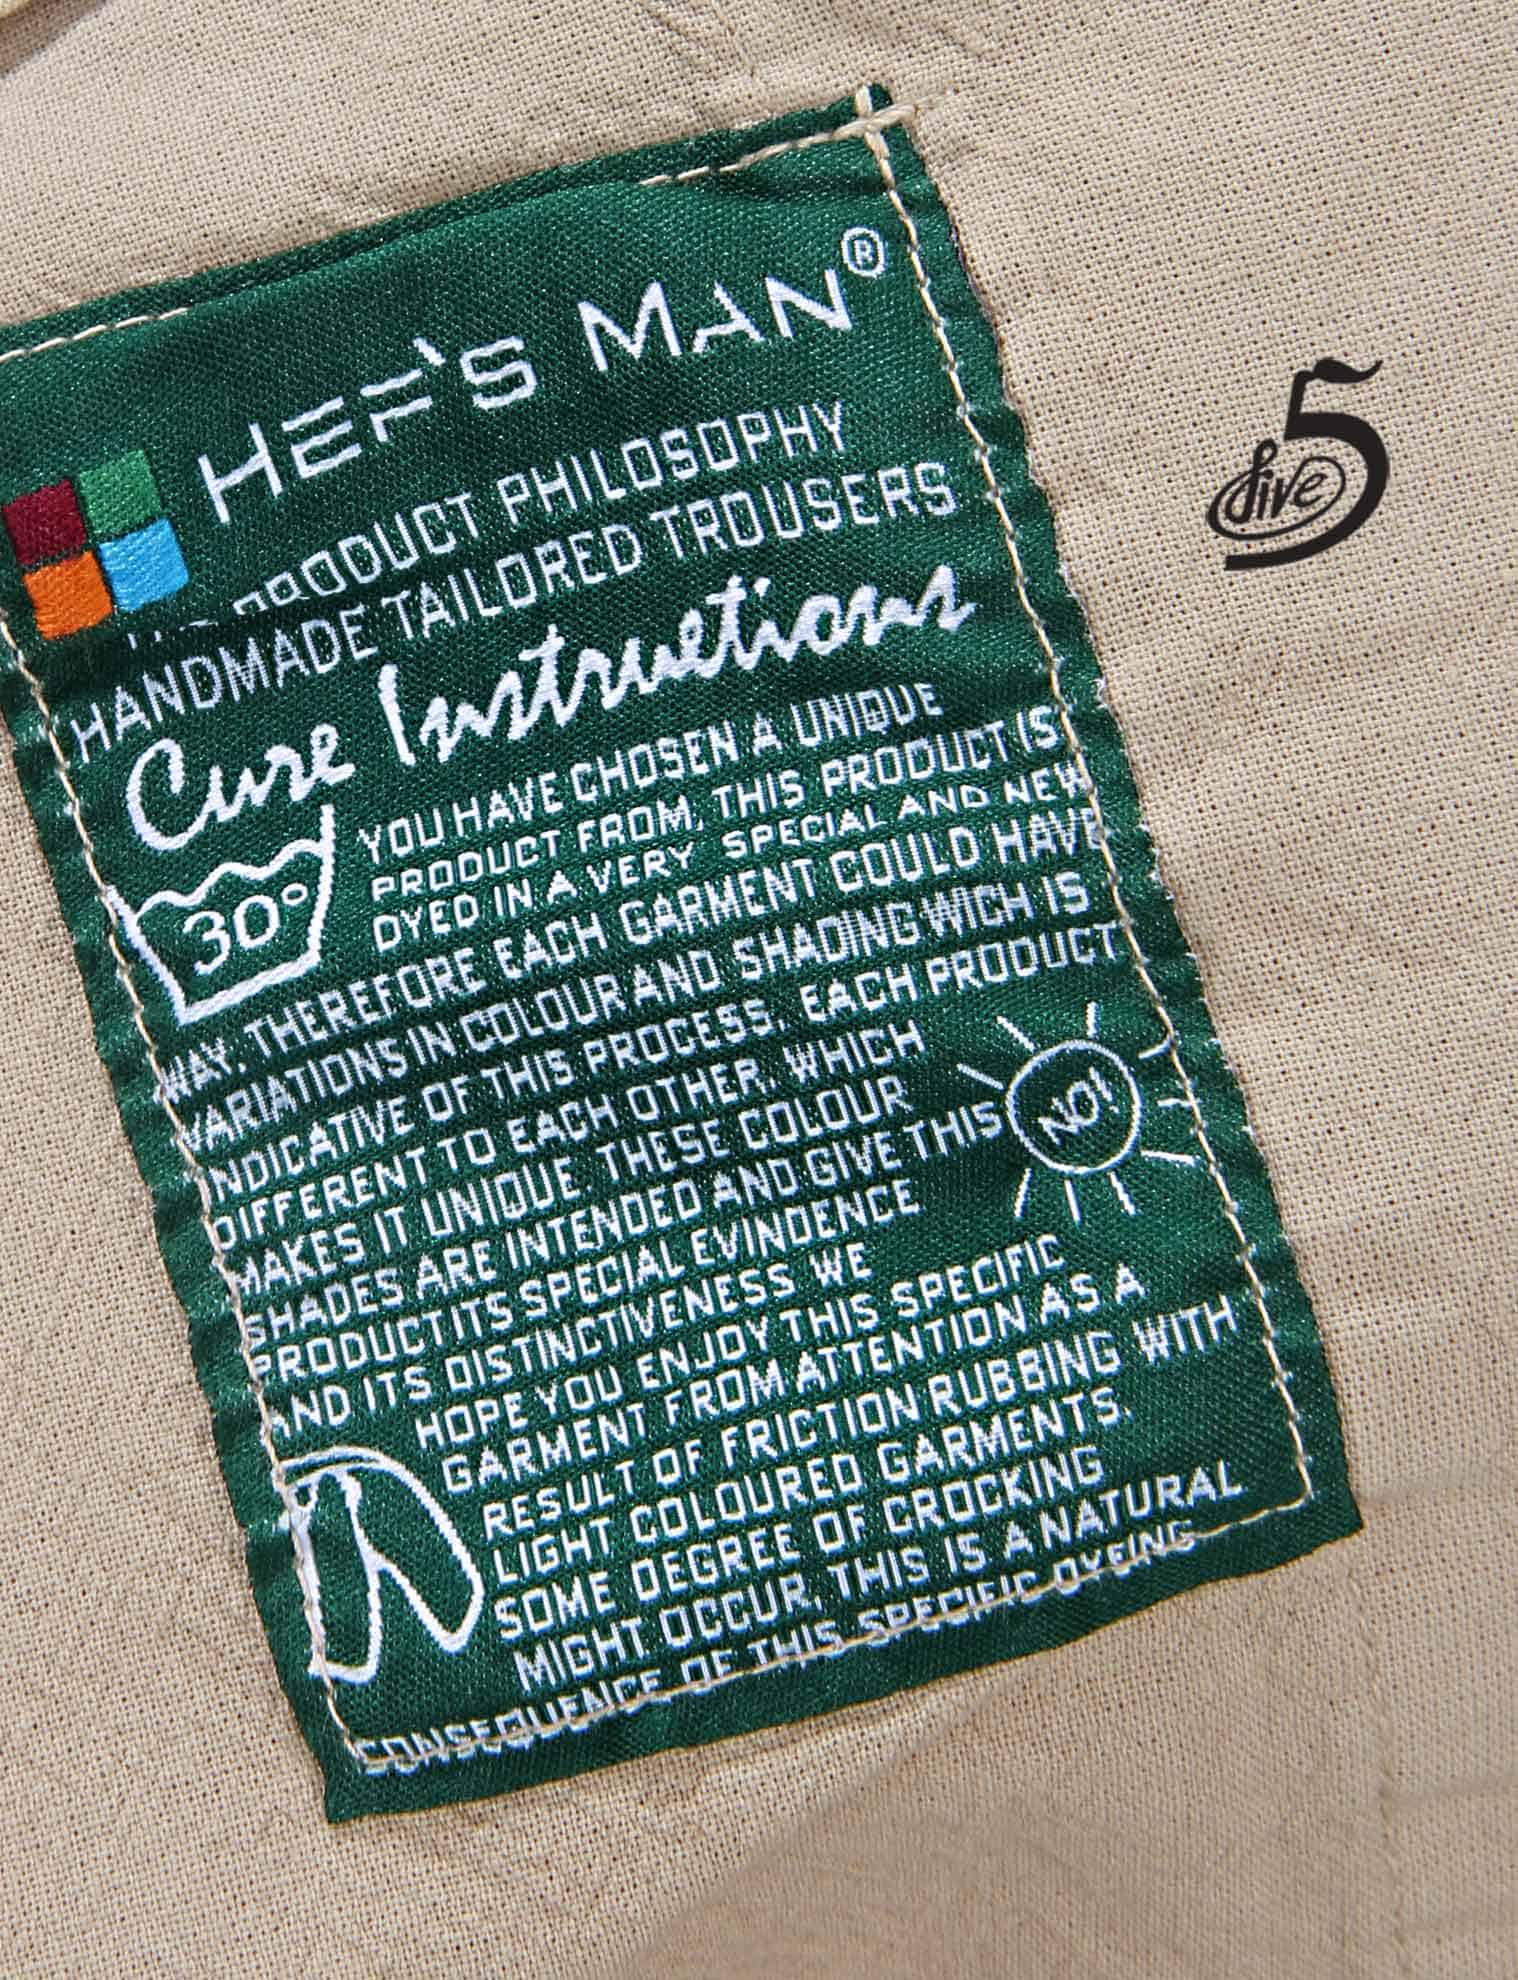 HEF'S MAN®
PRODUCT PHILOSOPHY
HANDMADE TAILORED TROUSERS
Cure Instructions
YOU HAVE CHOSEN A UNIQUE
PRODUCT FROM, THIS PRODUCT IS
DYED IN A VERY SPECIAL AND NEW
30°
WAY, THEREFORE EACH GARMENT COULD HAVE
VARIATIONS IN COLOUR AND SHADING WICH IS
INDICATIVE OF THIS PROCESS. EACH PRODUCT
DIFFERENT TO EACH OTHER. WHICH
MAKES IT UNIQUE THESE COLOUR
SHADES ARE INTENDED AND GIVE THIS
NO!
PRODUCT ITS SPECIAL EVINDENCE
AND ITS DISTINCTIVENESS WE
HOPE YOU ENJOY THIS SPECIFIC
GARMENT FROM ATTENTION AS A
RESULT OF FRICTION RUBBING WITH
LIGHT COLOURED GARMENTS.
SOME DEGREE OF CROCKING
MIGHT OCCUR, THIS IS A NATURAL
CONSEQUENCE OF THIS SPECIFIC DYEING
5
five